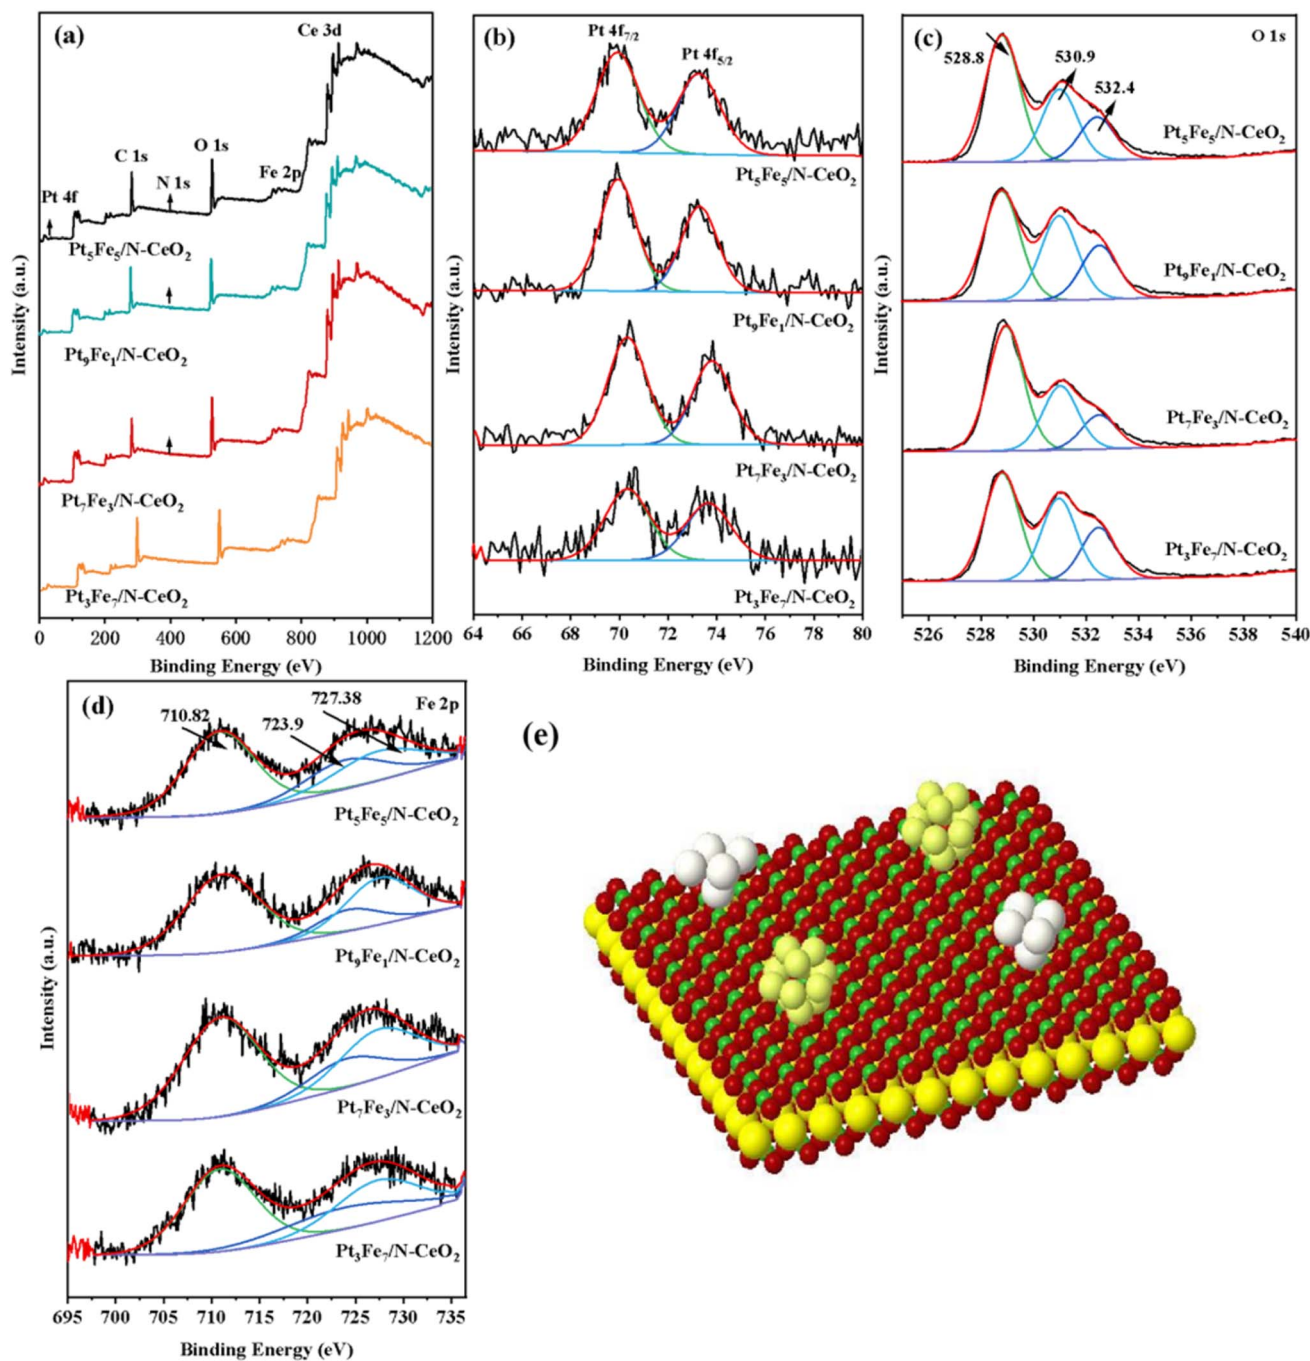 (a)
Ce 3d
C 1s
O 1s
N 1s
Fe 2p
Pt 4f
Pt₅Fe₅/N-CeO₂
Pt₉Fe₁/N-CeO₂
Pt₇Fe₃/N-CeO₂
Pt₃Fe₇/N-CeO₂
Intensity (a.u.)
0 200 400 600 800 1000 1200
Binding Energy (eV)
(b)
Pt 4f₇/₂
Pt 4f₅/₂
Pt₅Fe₅/N-CeO₂
Pt₉Fe₁/N-CeO₂
Pt₇Fe₃/N-CeO₂
Pt₃Fe₇/N-CeO₂
Intensity (a.u.)
64 66 68 70 72 74 76 78 80
Binding Energy (eV)
(c)
O 1s
528.8
530.9
532.4
Pt₅Fe₅/N-CeO₂
Pt₉Fe₁/N-CeO₂
Pt₇Fe₃/N-CeO₂
Pt₃Fe₇/N-CeO₂
Intensity (a.u.)
526 528 530 532 534 536 538 540
Binding Energy (eV)
(d)
Fe 2p
710.82
723.9
727.38
Pt₅Fe₅/N-CeO₂
Pt₉Fe₁/N-CeO₂
Pt₇Fe₃/N-CeO₂
Pt₃Fe₇/N-CeO₂
Intensity (a.u.)
695 700 705 710 715 720 725 730 735
Binding Energy (eV)
(e)